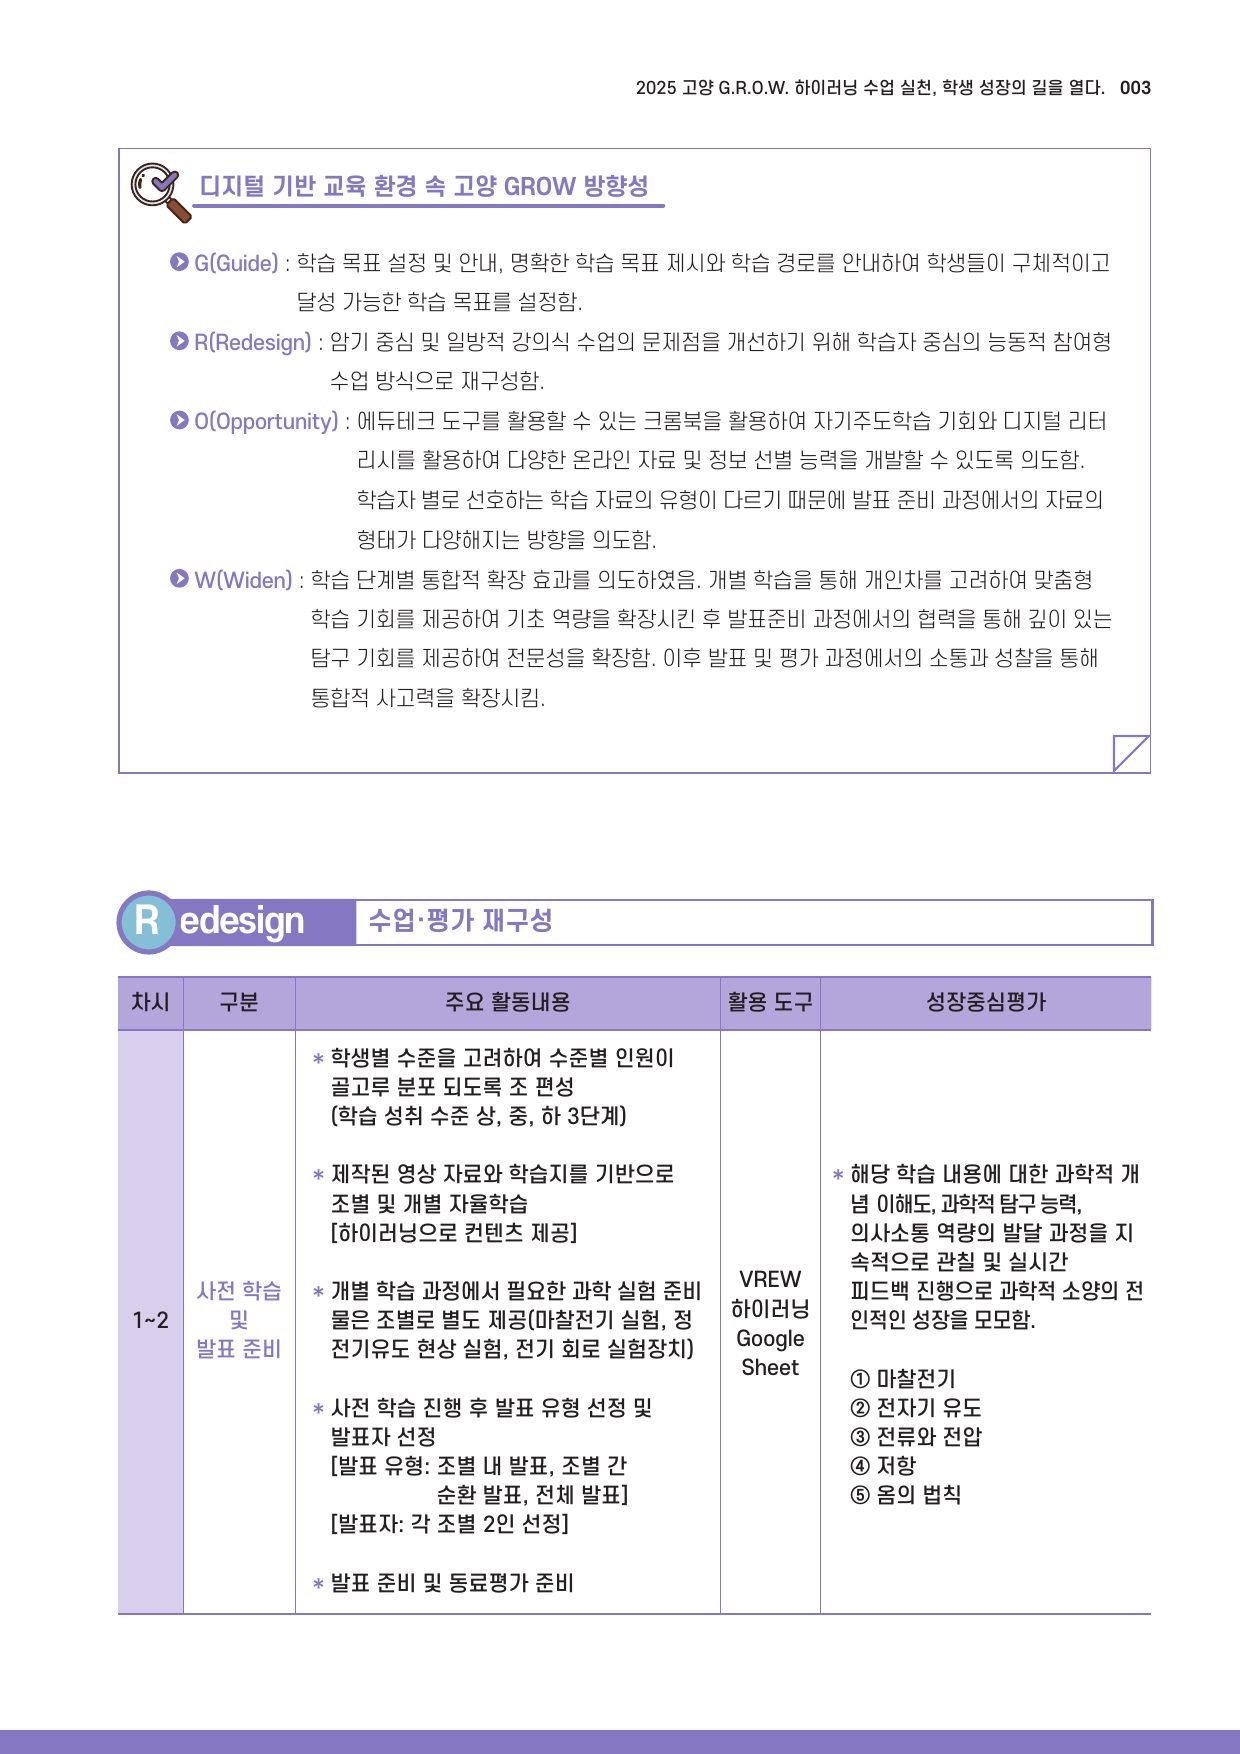 2025 고양 G.R.O.W. 하이러닝 수업 실천, 학생 성장의 길을 열다. 003
디지털 기반 교육 환경 속 고양 GROW 방향성
G(Guide) : 학습 목표 설정 및 안내, 명확한 학습 목표 제시와 학습 경로를 안내하여 학생들이 구체적이고
달성 가능한 학습 목표를 설정함.
R(Redesign) : 암기 중심 및 일방적 강의식 수업의 문제점을 개선하기 위해 학습자 중심의 능동적 참여형
수업 방식으로 재구성함.
O(Opportunity) : 에듀테크 도구를 활용할 수 있는 크롬북을 활용하여 자기주도학습 기회와 디지털 리터
리시를 활용하여 다양한 온라인 자료 및 정보 선별 능력을 개발할 수 있도록 의도함.
학습자 별로 선호하는 학습 자료의 유형이 다르기 때문에 발표 준비 과정에서의 자료의
형태가 다양해지는 방향을 의도함.
W(Widen) : 학습 단계별 통합적 확장 효과를 의도하였음. 개별 학습을 통해 개인차를 고려하여 맞춤형
학습 기회를 제공하여 기초 역량을 확장시킨 후 발표준비 과정에서의 협력을 통해 깊이 있는
탐구 기회를 제공하여 전문성을 확장함. 이후 발표 및 평가 과정에서의 소통과 성찰을 통해
통합적 사고력을 확장시킴.
Redesign 수업·평가 재구성
차시 구분 주요 활동내용 활용 도구 성장중심평가
1~2
사전 학습
및
발표 준비
* 학생별 수준을 고려하여 수준별 인원이
골고루 분포 되도록 조 편성
(학습 성취 수준 상, 중, 하 3단계)
* 제작된 영상 자료와 학습지를 기반으로
조별 및 개별 자율학습
[하이러닝으로 컨텐츠 제공]
* 개별 학습 과정에서 필요한 과학 실험 준비
물은 조별로 별도 제공(마찰전기 실험, 정
전기유도 현상 실험, 전기 회로 실험장치)
* 사전 학습 진행 후 발표 유형 선정 및
발표자 선정
[발표 유형: 조별 내 발표, 조별 간
순환 발표, 전체 발표]
[발표자: 각 조별 2인 선정]
* 발표 준비 및 동료평가 준비
VREW
하이러닝
Google
Sheet
* 해당 학습 내용에 대한 과학적 개
념 이해도, 과학적 탐구 능력,
의사소통 역량의 발달 과정을 지
속적으로 관칠 및 실시간
피드백 진행으로 과학적 소양의 전
인적인 성장을 모모함.
① 마찰전기
② 전자기 유도
③ 전류와 전압
④ 저항
⑤ 옴의 법칙